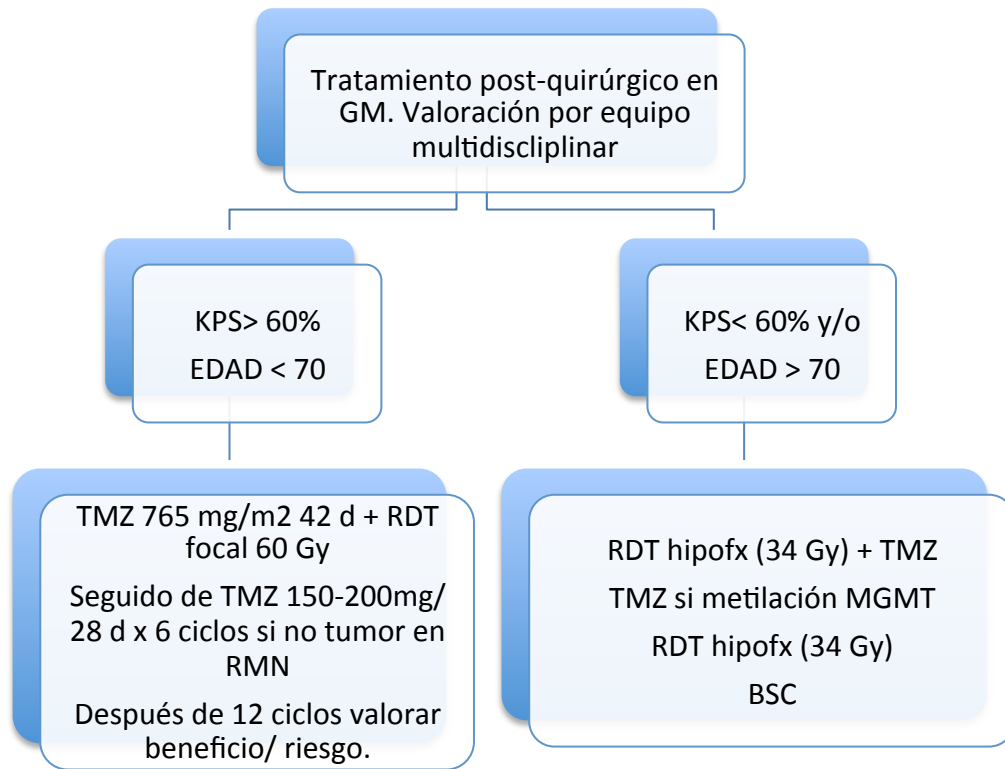 Tratamiento post-quirúrgico en
GM. Valoración por equipo
multidiscliplinar
KPS> 60%
EDAD < 70
KPS< 60% y/o
EDAD > 70
TMZ 765 mg/m2 42 d + RDT
focal 60 Gy
Seguido de TMZ 150-200mg/
28 d x 6 ciclos si no tumor en
RMN
Después de 12 ciclos valorar
beneficio/ riesgo.
RDT hipofx (34 Gy) + TMZ
TMZ si metilación MGMT
RDT hipofx (34 Gy)
BSC